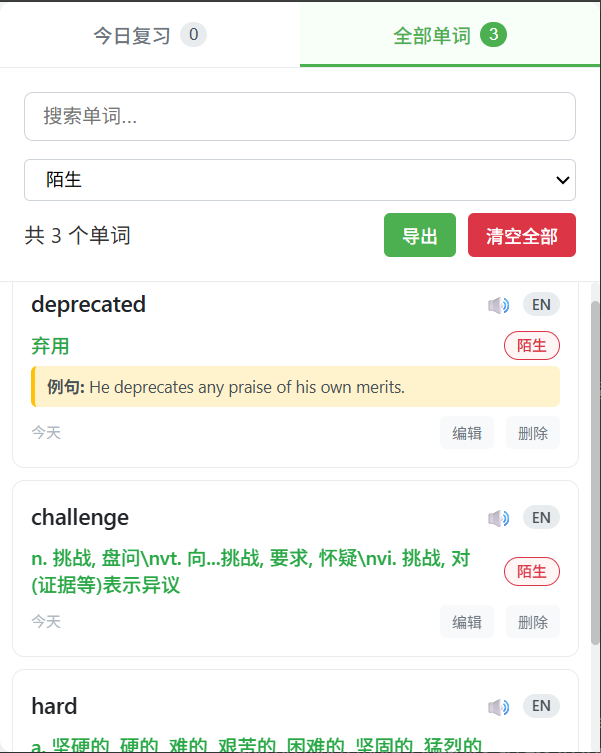 今日复习 0
全部单词 3
搜索单词...
陌生
共 3 个单词
导出
清空全部
deprecated
EN
弃用
陌生
例句: He deprecates any praise of his own merits.
今天
编辑
删除
challenge
EN
n. 挑战, 盘问\nvt. 向...挑战, 要求, 怀疑\nvi. 挑战, 对
(证据等)表示异议
陌生
今天
编辑
删除
hard
EN
a. 坚硬的, 硬的, 难的, 艰苦的, 困难的, 坚固的, 猛烈的